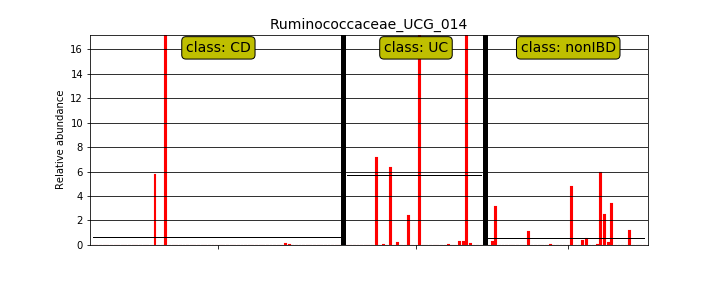 Ruminococcaceae_UCG_014
class: CD
class: UC
class: nonIBD
Relative abundance
16
14
12
10
8
6
4
2
0